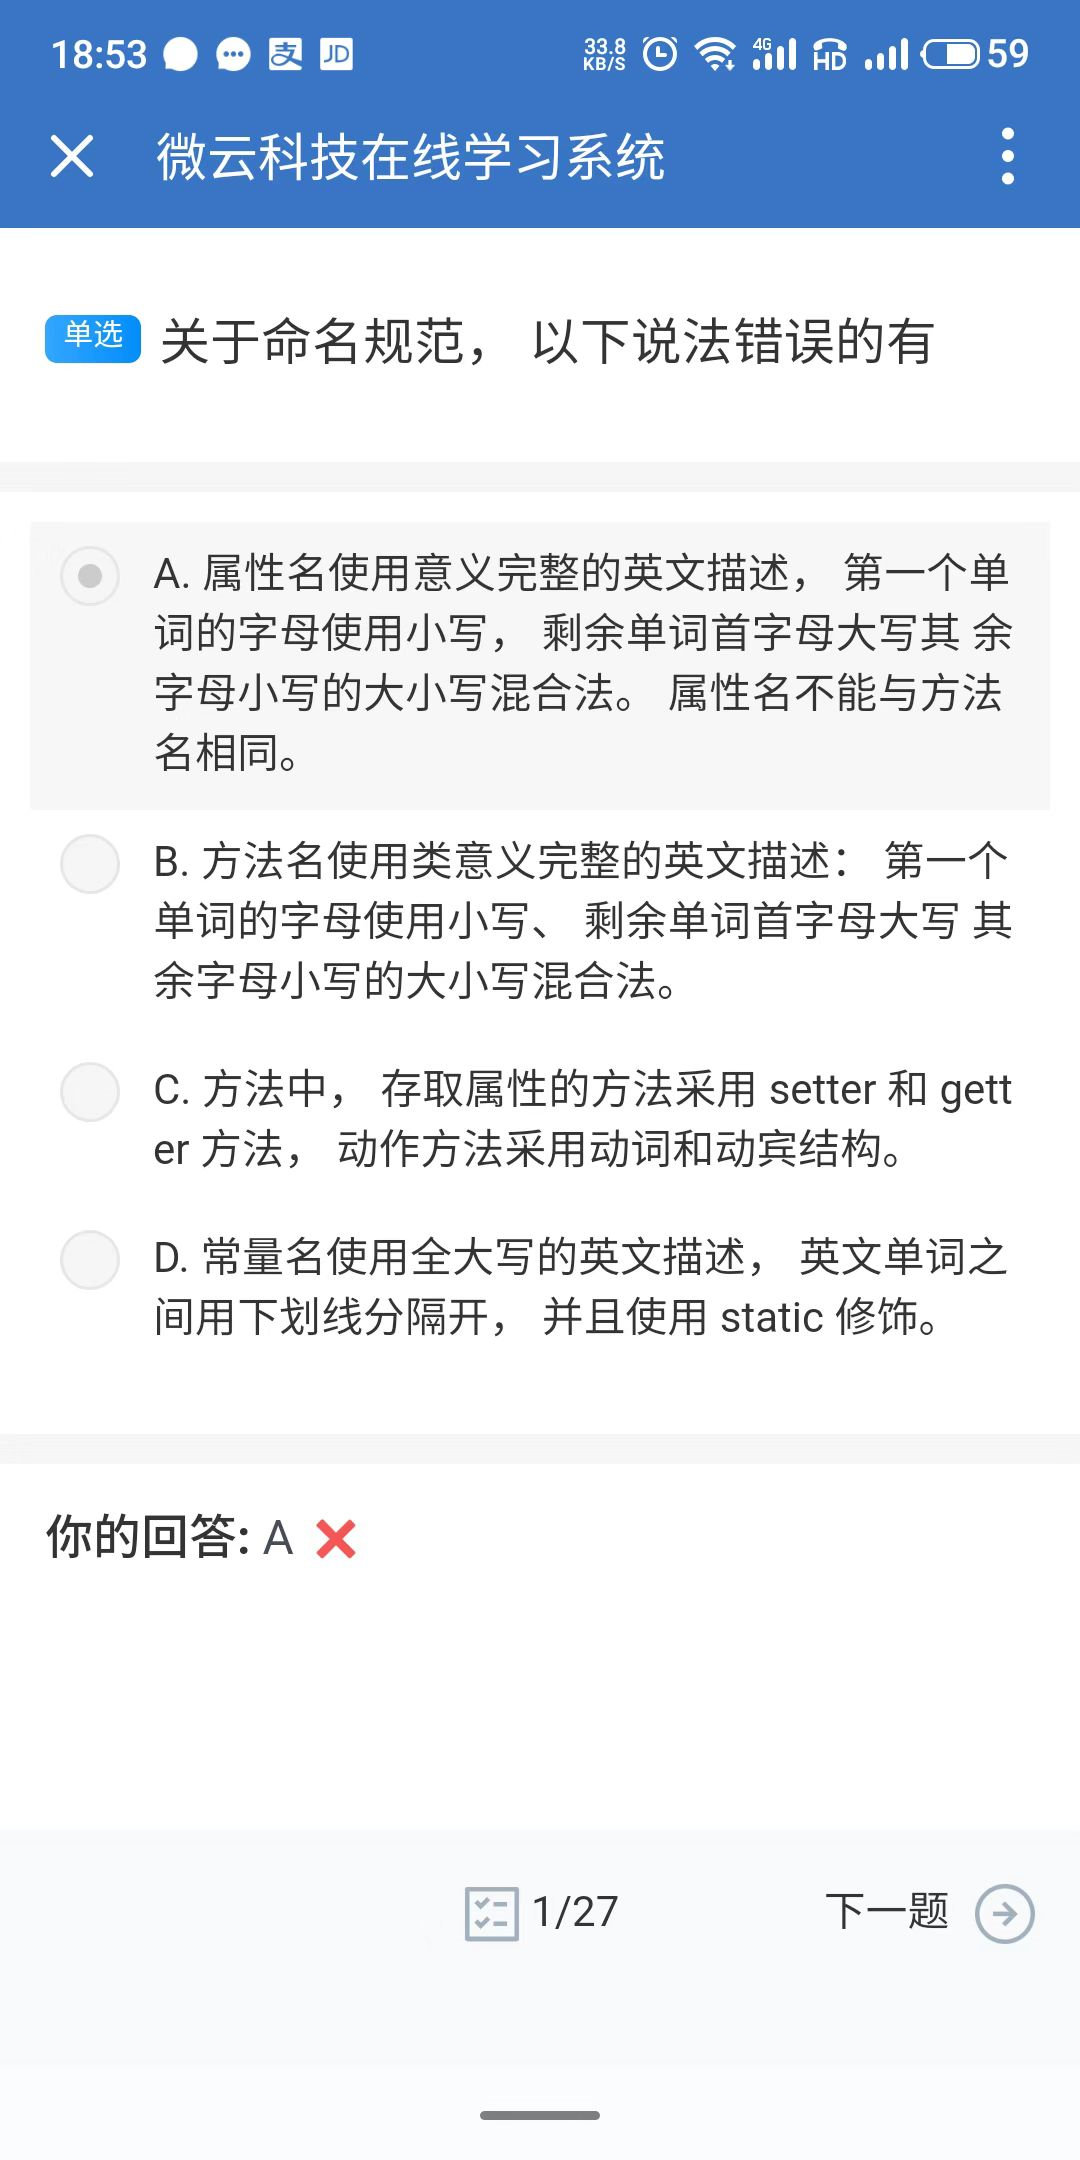 18:53 支 JD 33.8 KB/S 4G HD 59
微云科技在线学习系统
单选 关于命名规范， 以下说法错误的有
A. 属性名使用意义完整的英文描述， 第一个单
词的字母使用小写， 剩余单词首字母大写其 余
字母小写的大小写混合法。 属性名不能与方法
名相同。
B. 方法名使用类意义完整的英文描述： 第一个
单词的字母使用小写、 剩余单词首字母大写 其
余字母小写的大小写混合法。
C. 方法中， 存取属性的方法采用 setter 和 gett
er 方法， 动作方法采用动词和动宾结构。
D. 常量名使用全大写的英文描述， 英文单词之
间用下划线分隔开， 并且使用 static 修饰。
你的回答: A
1/27 下一题